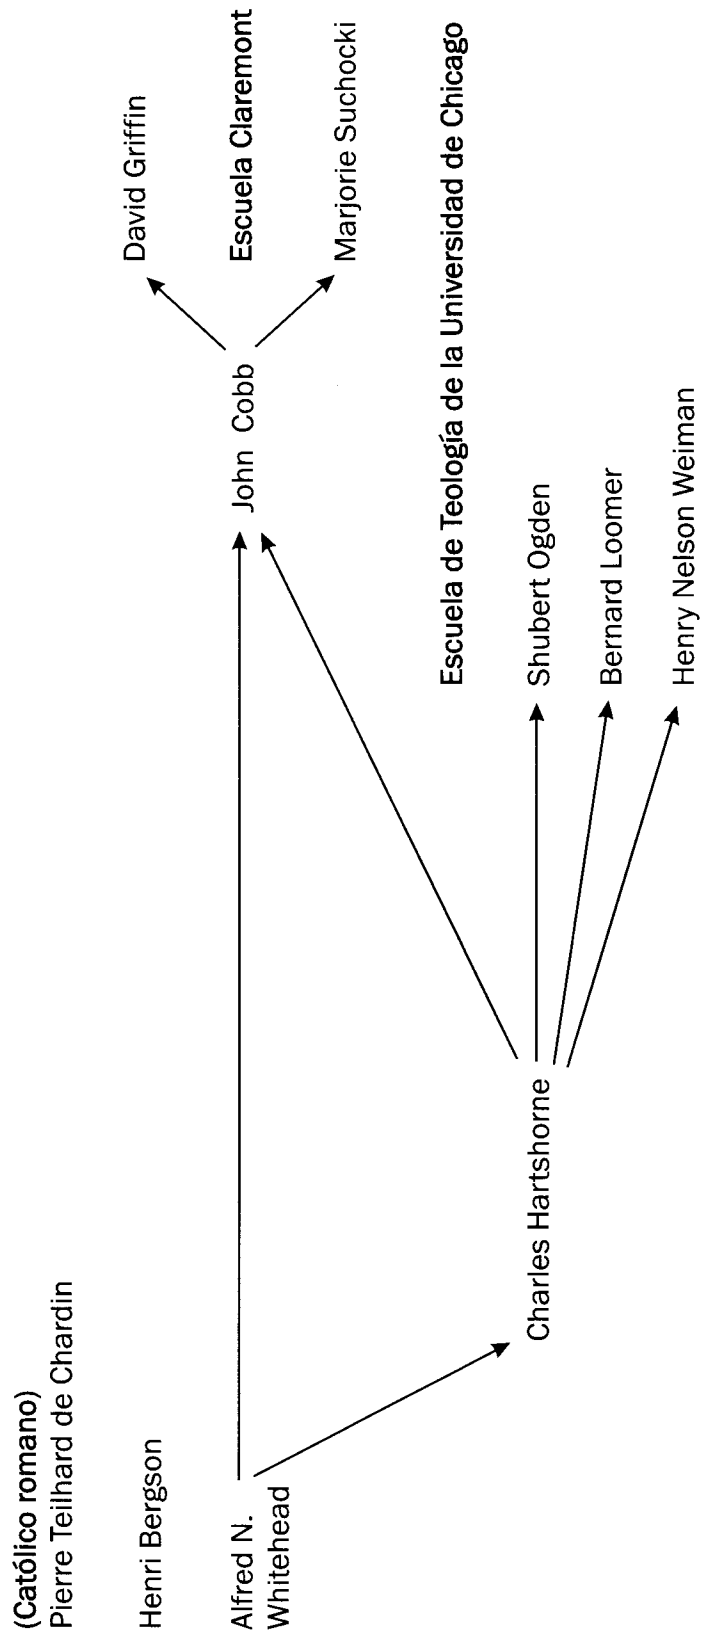 (Católico romano)
Pierre Teilhard de Chardin
Henri Bergson
Alfred N.
Whitehead
Charles Hartshorne
John Cobb
David Griffin
Escuela Claremont
Marjorie Suchocki
Escuela de Teología de la Universidad de Chicago
Shubert Ogden
Bernard Loomer
Henry Nelson Weiman